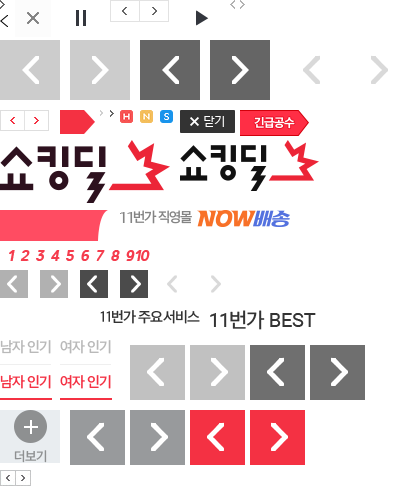 H N S
닫기
긴급공수
쇼킹딜 쇼킹딜
11번가 직영몰 NOW배송
1 2 3 4 5 6 7 8 9 10
11번가 주요서비스 11번가 BEST
남자 인기 여자 인기
남자 인기 여자 인기
더보기